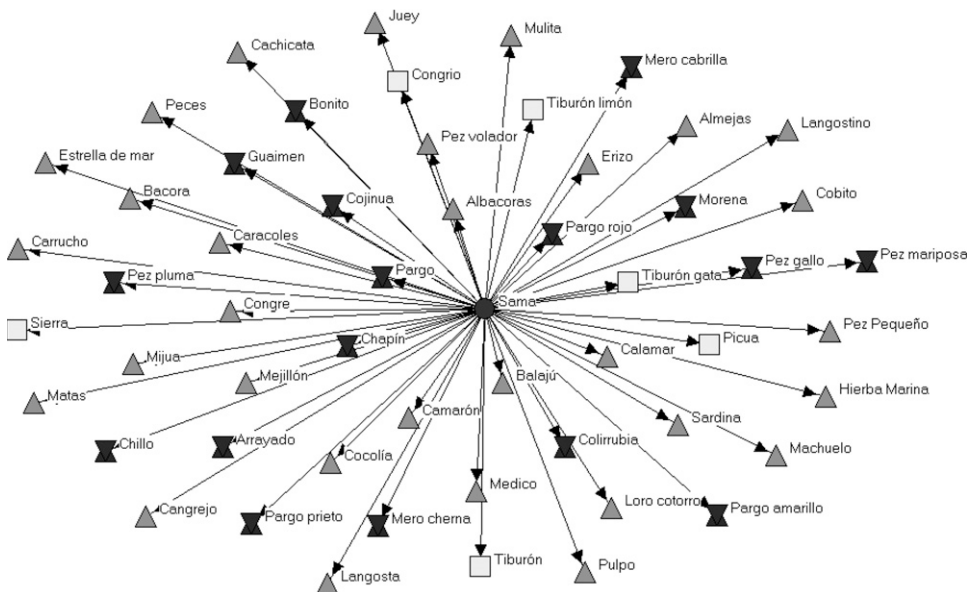 Juey
Mulita
Cachicata
Mero cabrilla
Congrio
Peces
Bonito
Tiburón limón
Almejas
Langostino
Pez volador
Estrella de mar
Guaimen
Erizo
Bacora
Cojinua
Albacoras
Morena
Cobito
Carrucho
Caracoles
Pargo rojo
Pez pluma
Pargo
Tiburón gata
Pez gallo
Pez mariposa
Sierra
Congre
Sama
Pez Pequeño
Mijua
Chapín
Calamar
Picua
Matas
Mejillón
Balajú
Hierba Marina
Camarón
Sardina
Chillo
Arrayado
Colirrubia
Machuelo
Cocolía
Medico
Loro cotorro
Cangrejo
Pargo prieto
Mero cherna
Pargo amarillo
Langosta
Tiburón
Pulpo